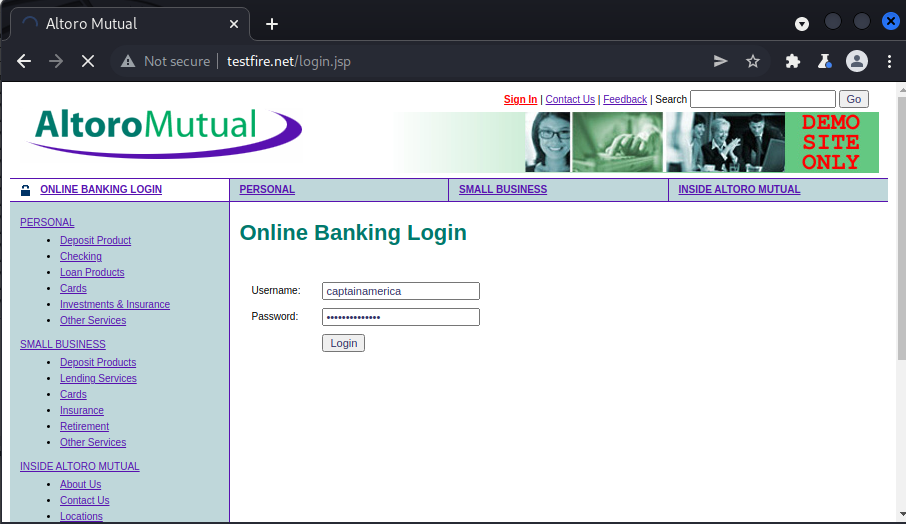 Altoro Mutual
Not secure testfire.net/login.jsp
Sign In | Contact Us | Feedback | Search Go
AltoroMutual
DEMO
SITE
ONLY
ONLINE BANKING LOGIN PERSONAL SMALL BUSINESS INSIDE ALTORO MUTUAL
PERSONAL
Deposit Product
Checking
Loan Products
Cards
Investments & Insurance
Other Services
SMALL BUSINESS
Deposit Products
Lending Services
Cards
Insurance
Retirement
Other Services
INSIDE ALTORO MUTUAL
About Us
Contact Us
Locations
Online Banking Login
Username: captainamerica
Password: ••••••••••••••
Login